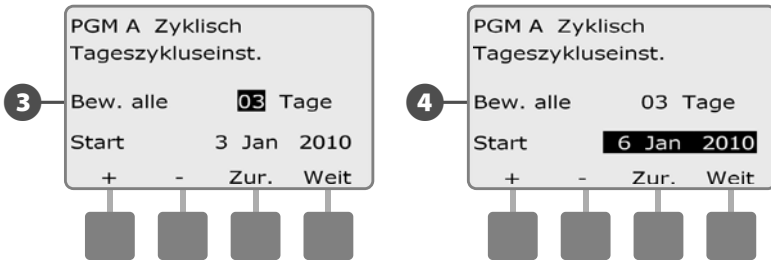 PGM A Zyklisch
Tageszykluseinst.
3
Bew. alle 03 Tage
Start 3 Jan 2010
+ - Zur. Weit
PGM A Zyklisch
Tageszykluseinst.
4
Bew. alle 03 Tage
Start 6 Jan 2010
+ - Zur. Weit